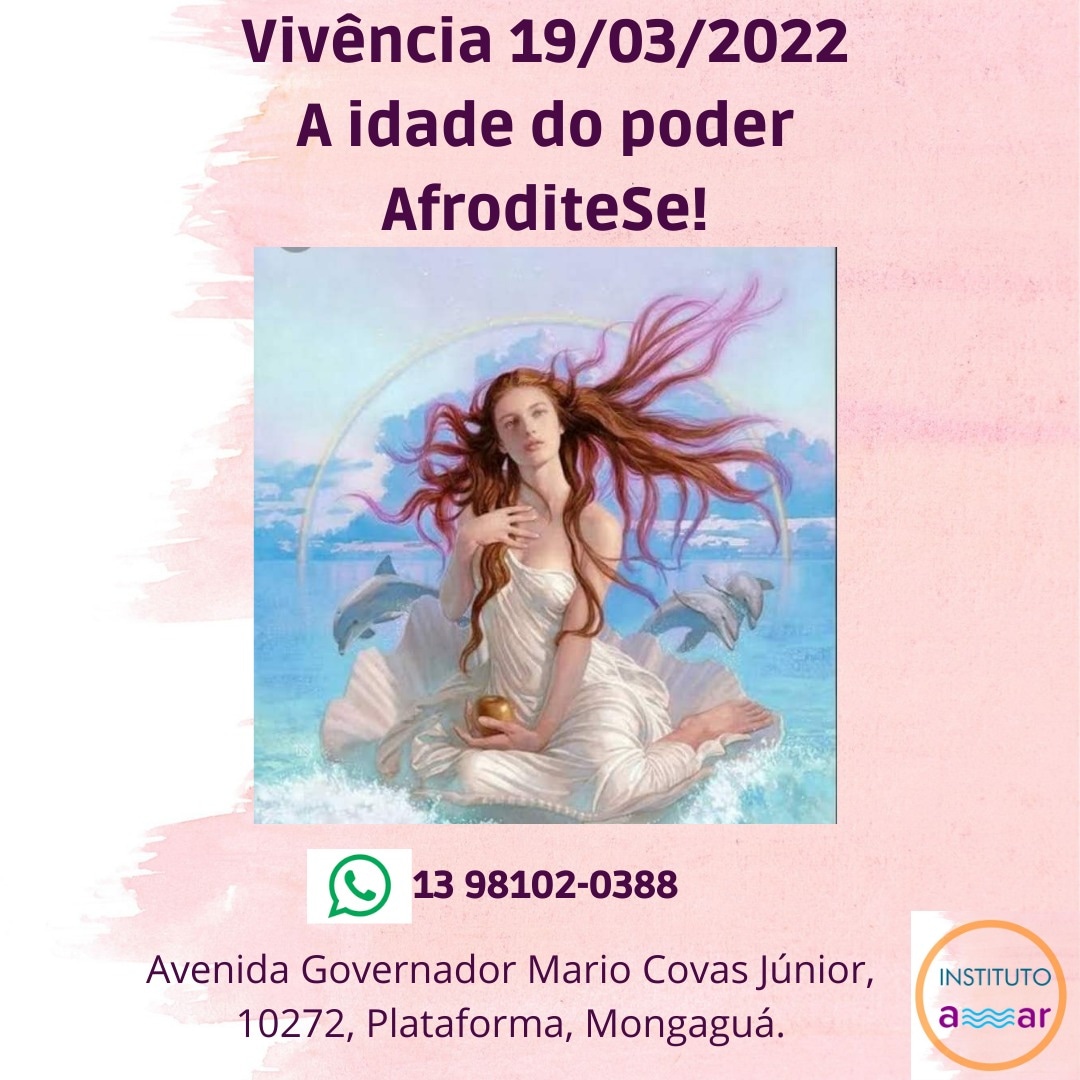 Vivência 19/03/2022
A idade do poder
AfroditeSe!
13 98102-0388
Avenida Governador Mario Covas Júnior,
10272, Plataforma, Mongaguá.
INSTITUTO
a ar